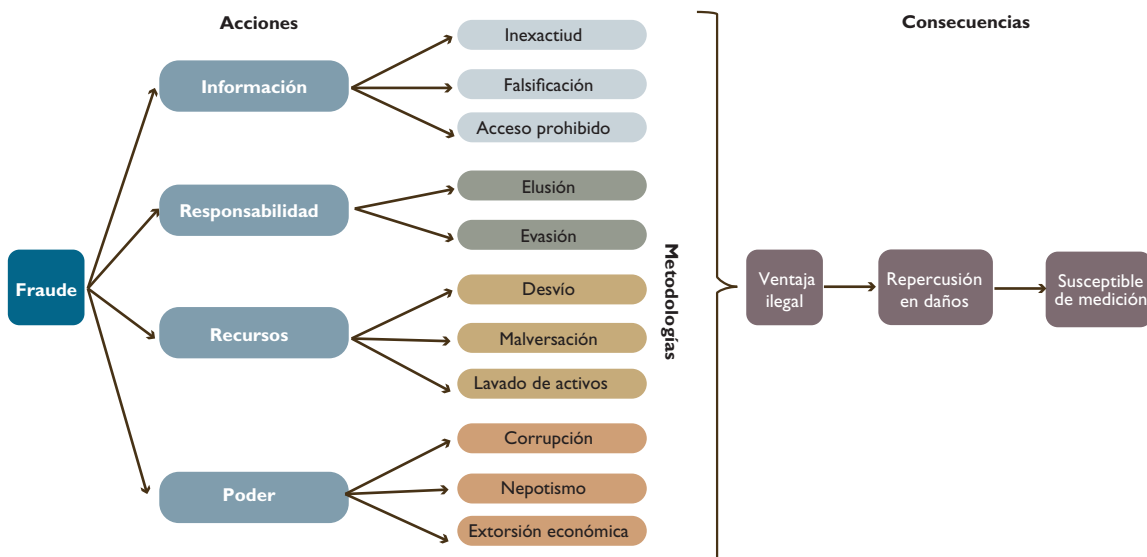 Acciones
Consecuencias
Fraude
Información
Inexactiud
Falsificación
Acceso prohibido
Responsabilidad
Elusión
Evasión
Recursos
Desvío
Malversación
Lavado de activos
Poder
Corrupción
Nepotismo
Extorsión económica
Metodologías
Ventaja
ilegal
Repercusión
en daños
Susceptible
de medición